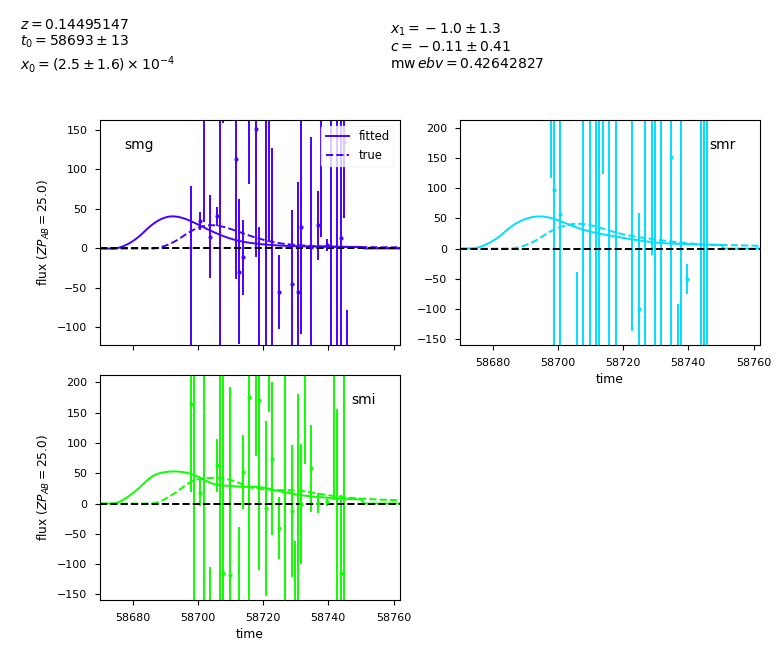 z = 0.14495147
t₀ = 58693 ± 13
x₀ = (2.5 ± 1.6) × 10⁻⁴
x₁ = −1.0 ± 1.3
c = −0.11 ± 0.41
mw ebv = 0.42642827
smg
fitted
true
150
100
50
0
−50
−100
flux (ZP_AB = 25.0)
smr
200
150
100
50
0
−50
−100
−150
58680 58700 58720 58740 58760
time
smi
200
150
100
50
0
−50
−100
−150
flux (ZP_AB = 25.0)
58680 58700 58720 58740 58760
time